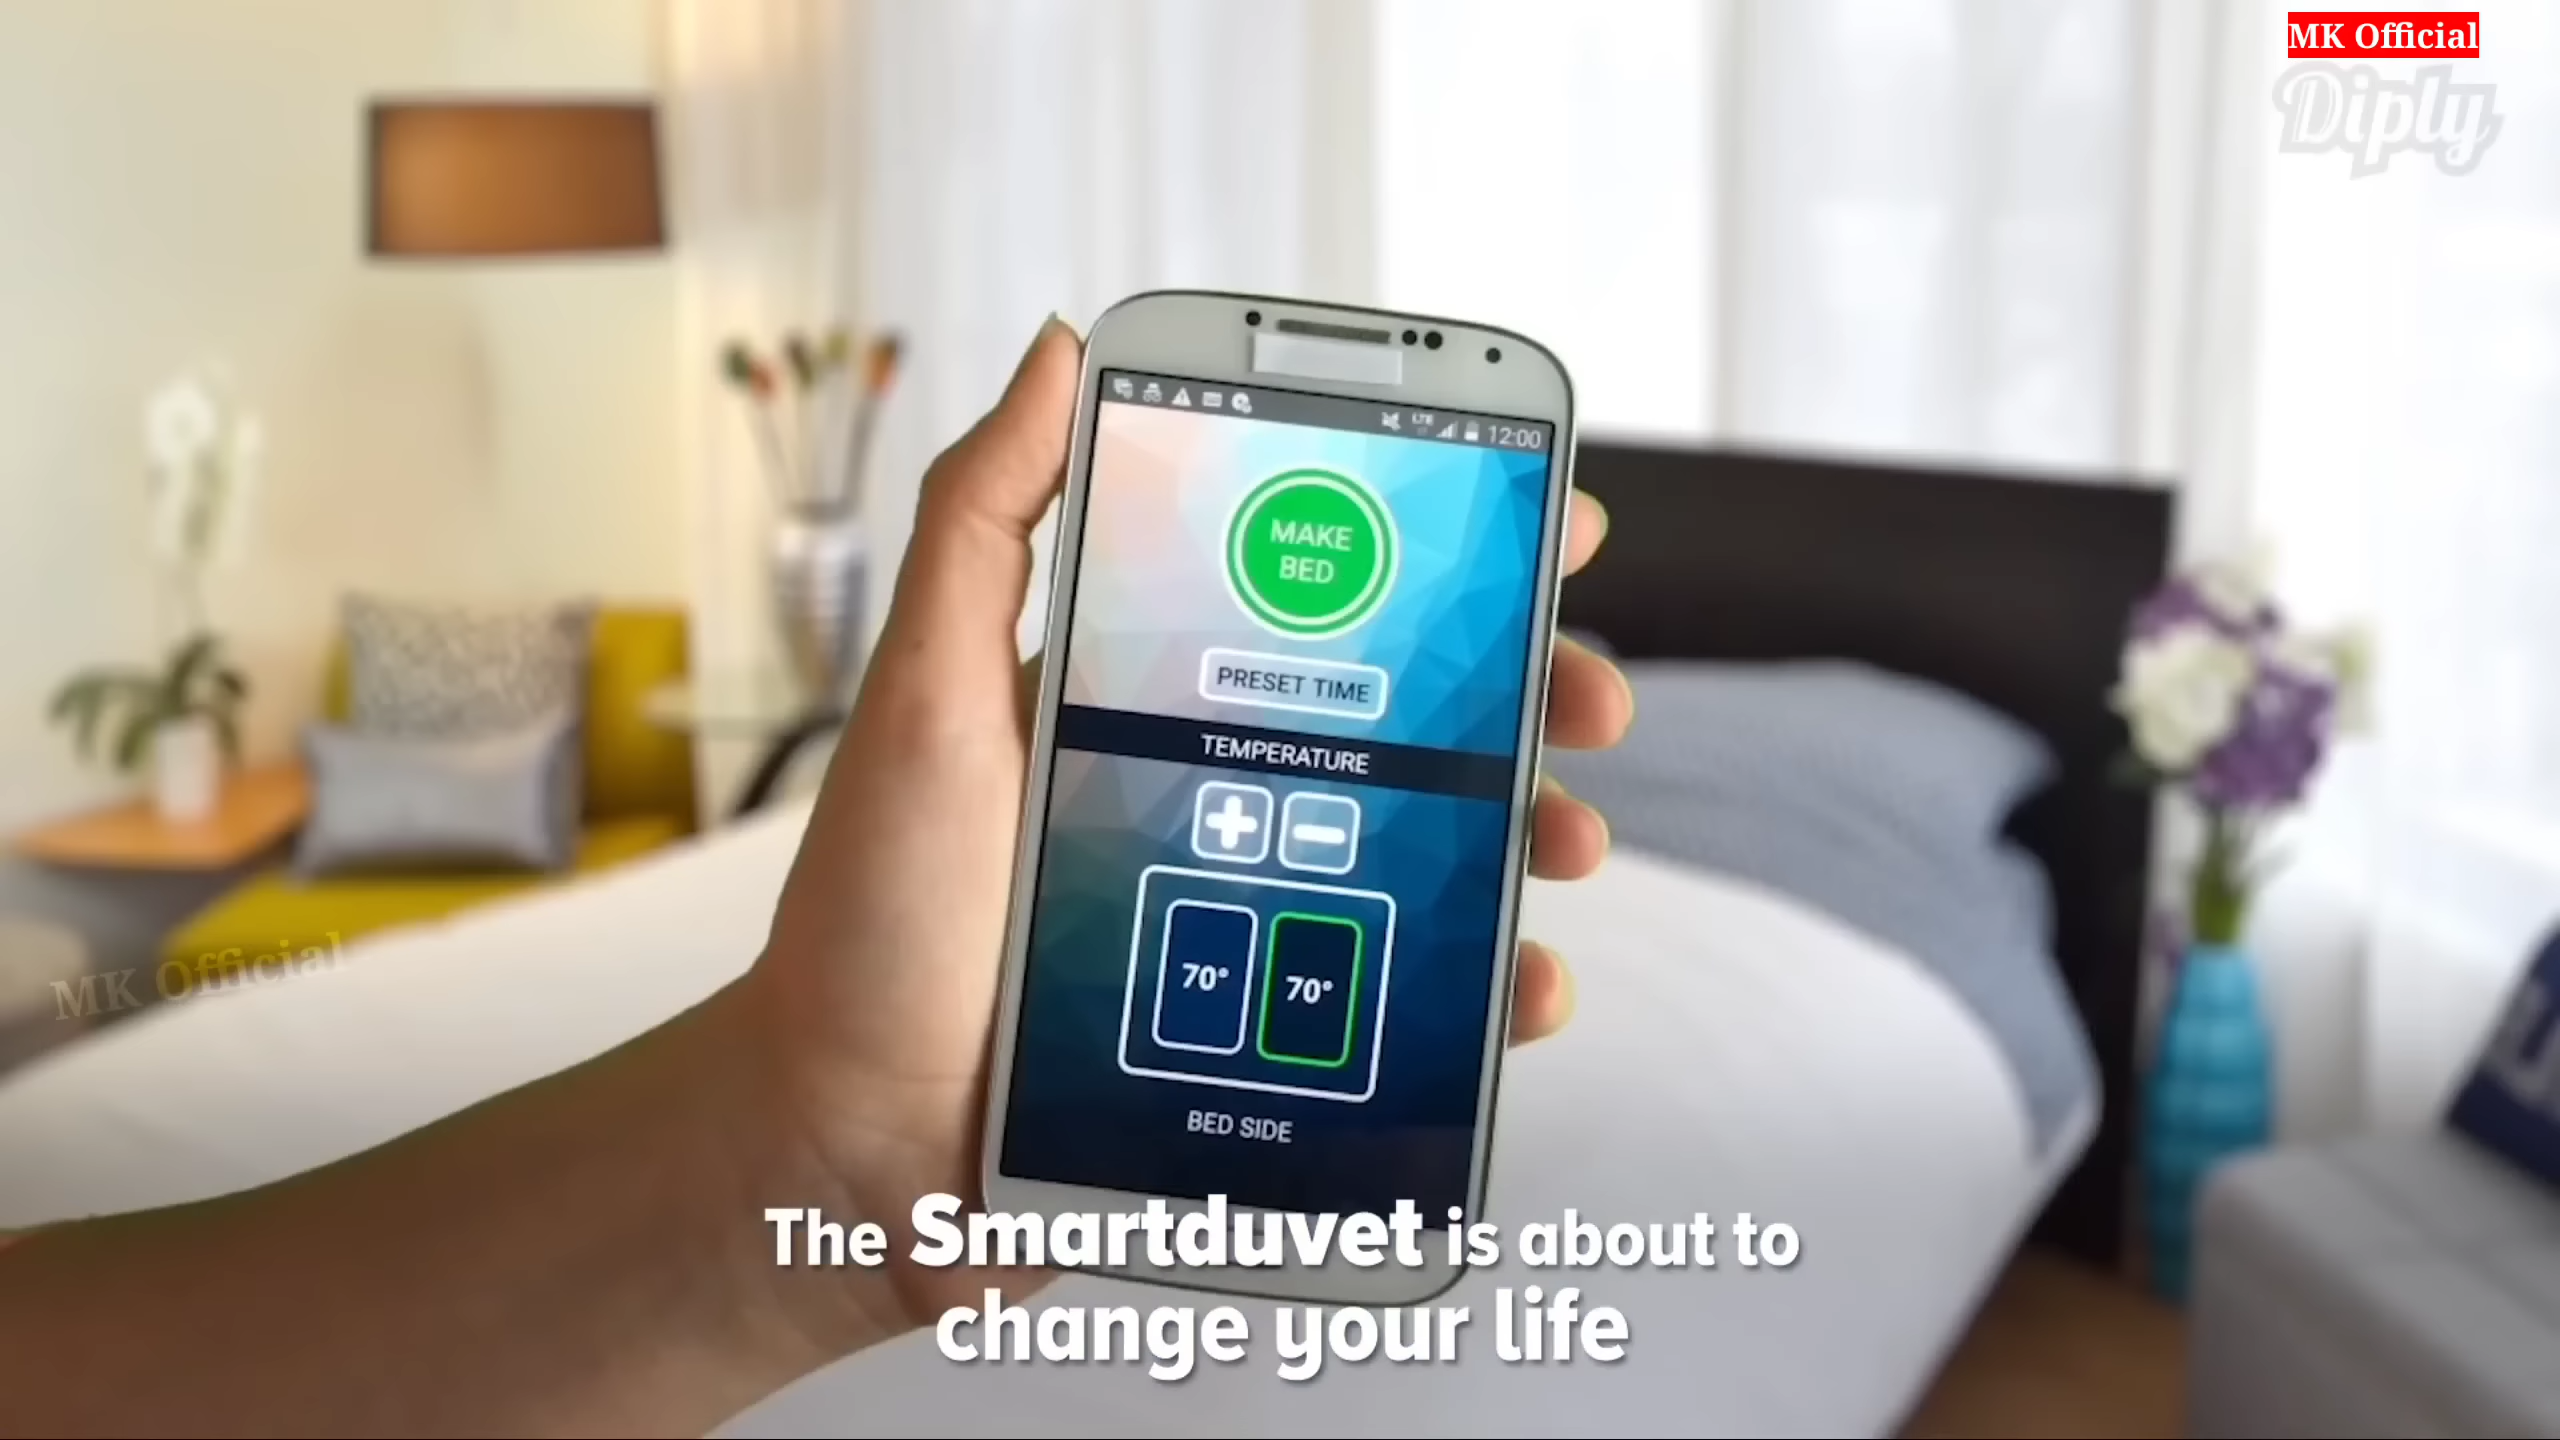 MK Official
Diply
LTE
12:00
MAKE
BED
PRESET TIME
TEMPERATURE
70°
70°
BED SIDE
MK Official
The Smartduvet is about to
change your life